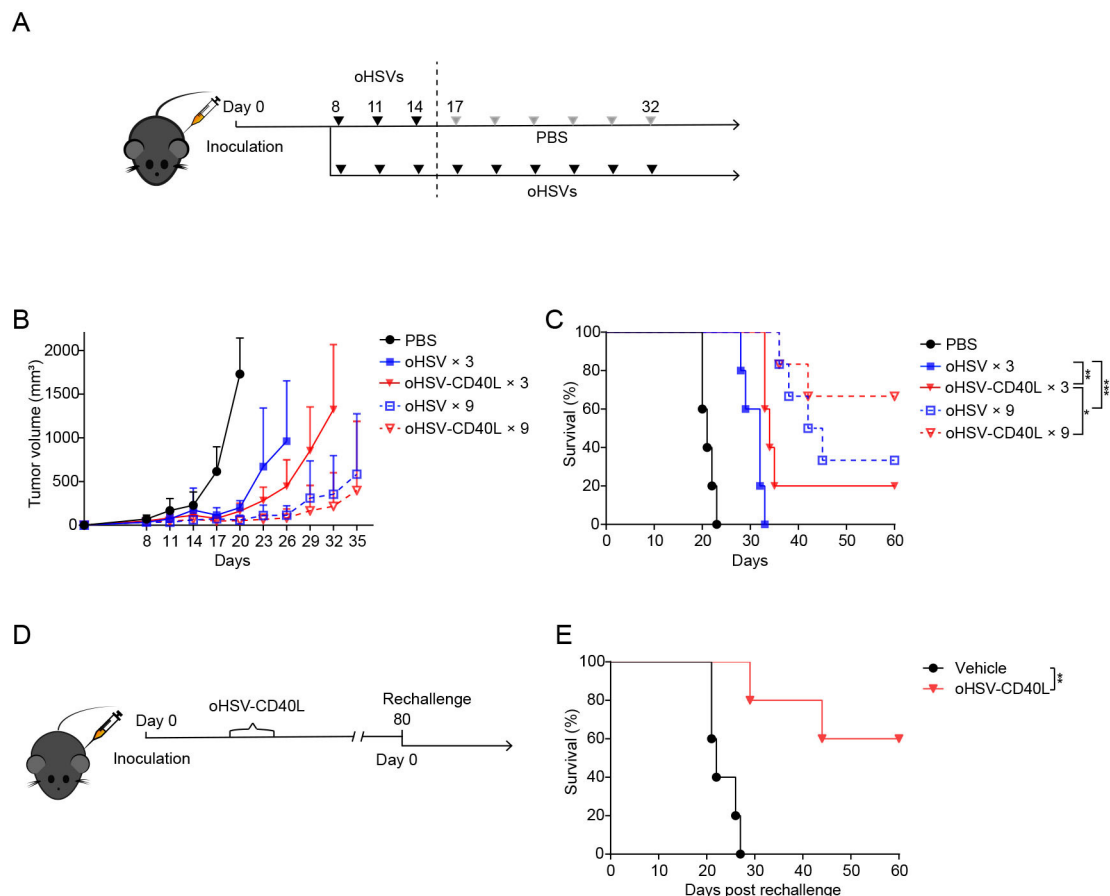 A
oHSVs
Day 0
8 11 14 17 32
Inoculation
PBS
oHSVs
B
Tumor volume (mm³)
2000
1500
1000
500
0
8 11 14 17 20 23 26 29 32 35
Days
PBS
oHSV × 3
oHSV-CD40L × 3
oHSV × 9
oHSV-CD40L × 9
C
Survival (%)
100
80
60
40
20
0
0 10 20 30 40 50 60
Days
PBS
oHSV × 3
oHSV-CD40L × 3
oHSV × 9
oHSV-CD40L × 9
**
*
***
D
Day 0
oHSV-CD40L
Rechallenge
80
Inoculation
Day 0
E
Survival (%)
100
80
60
40
20
0
0 10 20 30 40 50 60
Days post rechallenge
Vehicle
oHSV-CD40L
**